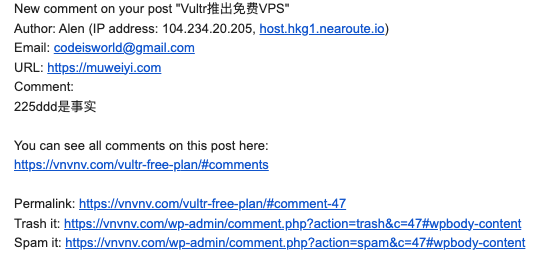 New comment on your post "Vultr推出免费VPS"
Author: Alen (IP address: 104.234.20.205, host.hkg1.nearoute.io)
Email: codeisworld@gmail.com
URL: https://muweiyi.com
Comment:
225ddd是事实
You can see all comments on this post here:
https://vnvnv.com/vultr-free-plan/#comments
Permalink: https://vnvnv.com/vultr-free-plan/#comment-47
Trash it: https://vnvnv.com/wp-admin/comment.php?action=trash&c=47#wpbody-content
Spam it: https://vnvnv.com/wp-admin/comment.php?action=spam&c=47#wpbody-content